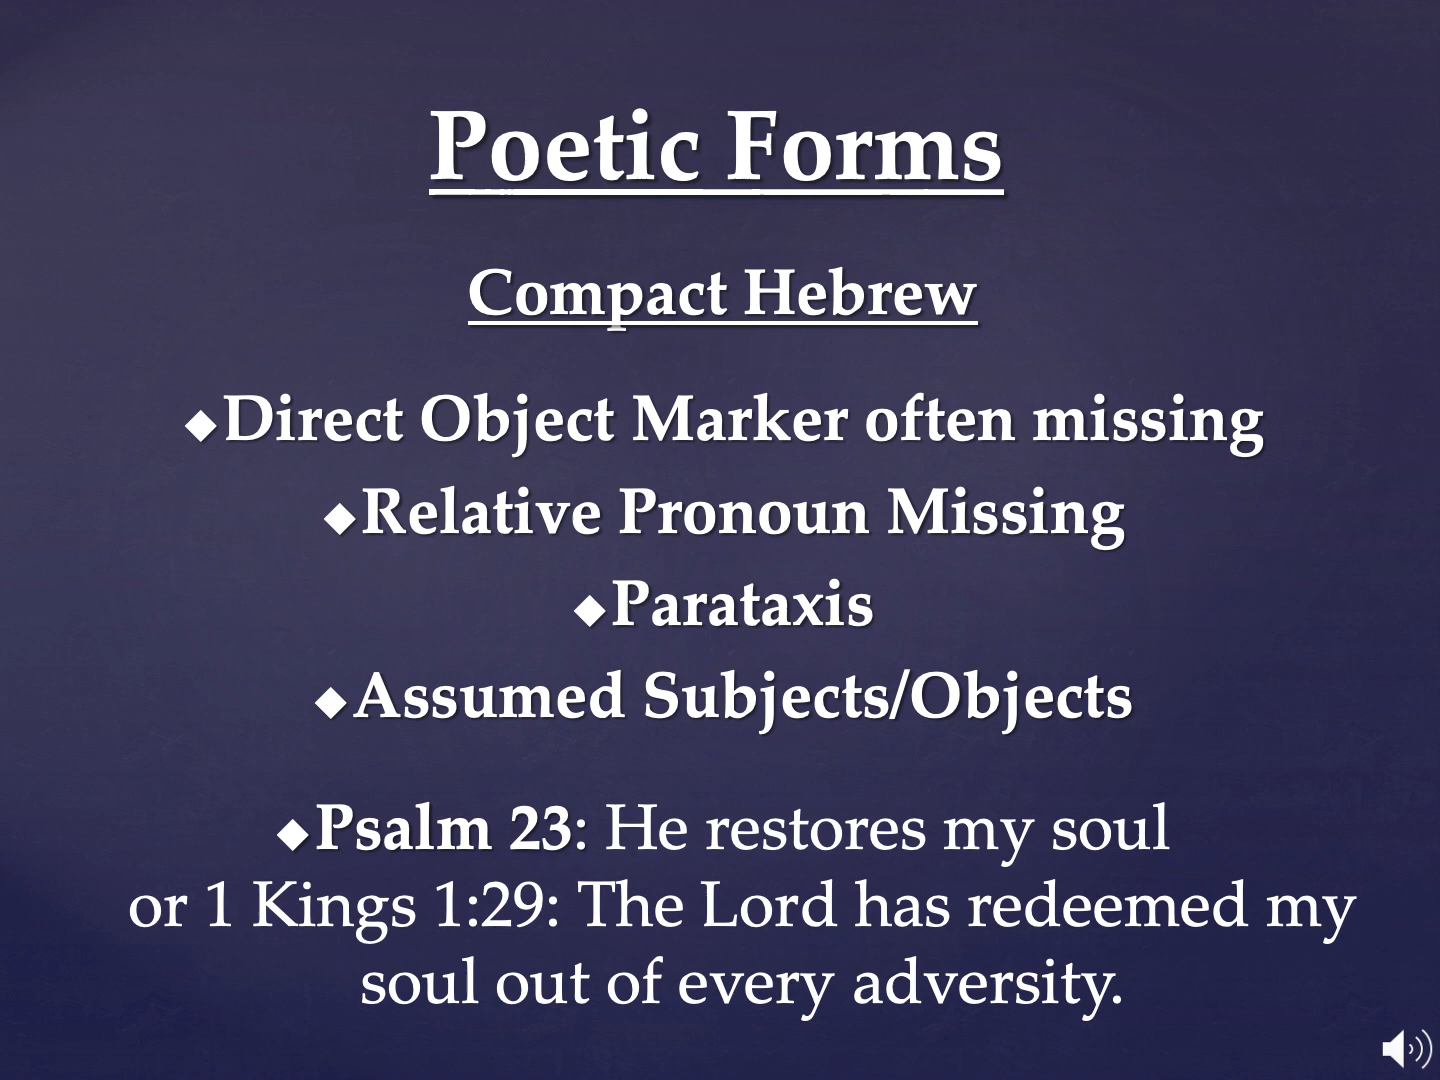 Poetic Forms
Compact Hebrew
◆Direct Object Marker often missing
◆Relative Pronoun Missing
◆Parataxis
◆Assumed Subjects/Objects
◆Psalm 23: He restores my soul
or 1 Kings 1:29: The Lord has redeemed my
soul out of every adversity.